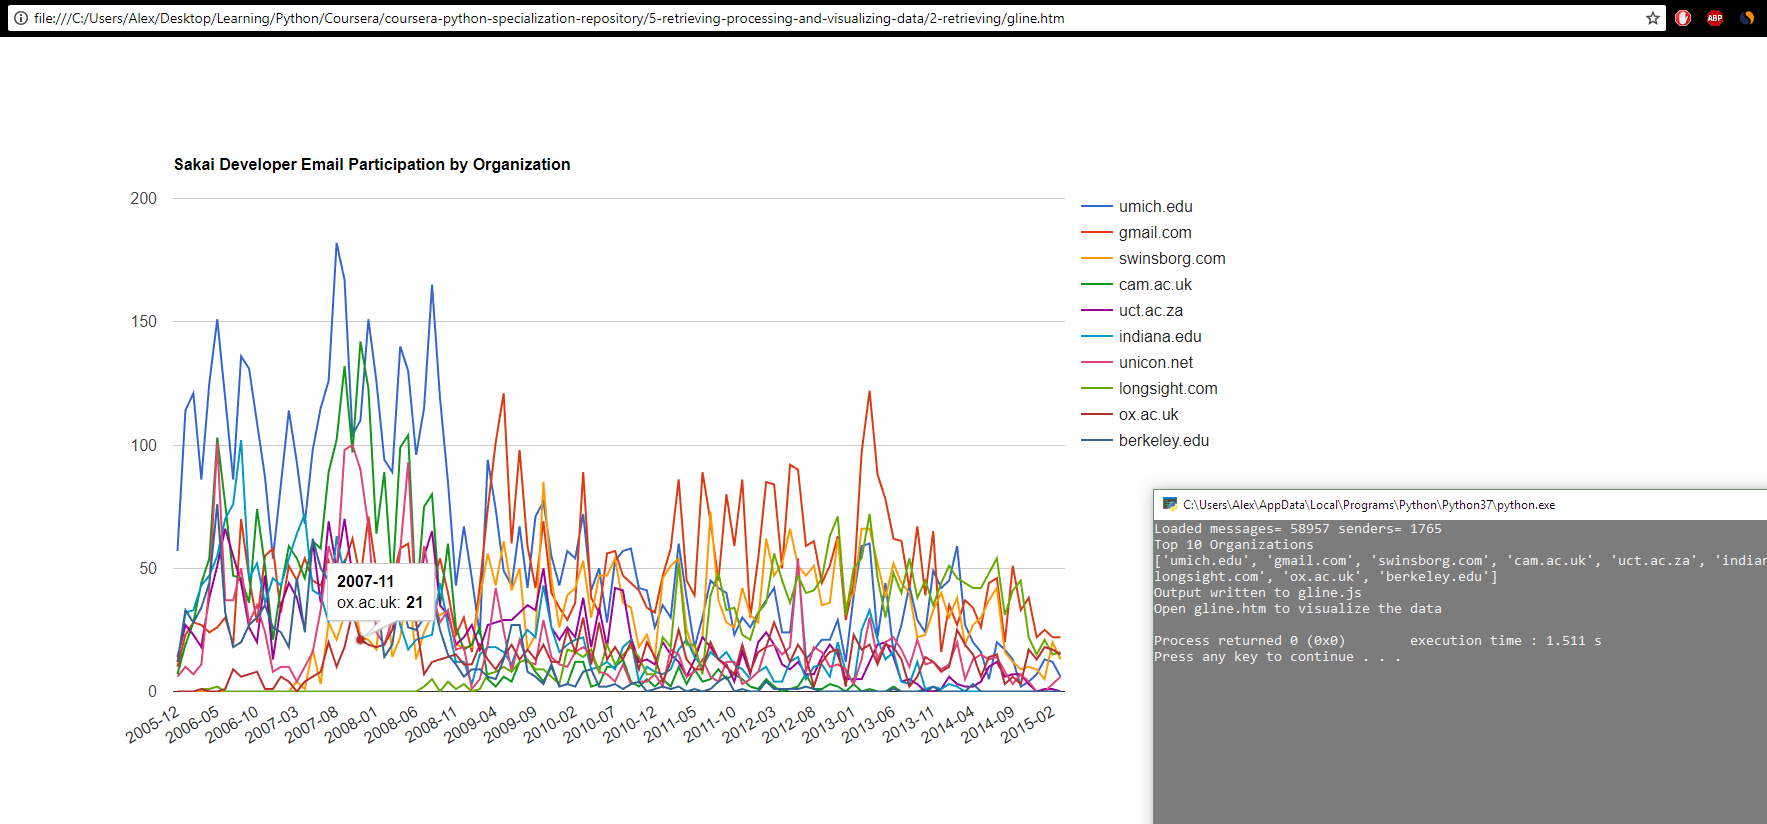 file:///C:/Users/Alex/Desktop/Learning/Python/Coursera/coursera-python-specialization-repository/5-retrieving-processing-and-visualizing-data/2-retrieving/gline.htm
ABP
Sakai Developer Email Participation by Organization
200
150
100
50
0
umich.edu
gmail.com
swinsborg.com
cam.ac.uk
uct.ac.za
indiana.edu
unicon.net
longsight.com
ox.ac.uk
berkeley.edu
2007-11
ox.ac.uk: 21
2005-12
2006-05
2006-10
2007-03
2007-08
2008-01
2008-06
2008-11
2009-04
2009-09
2010-02
2010-07
2010-12
2011-05
2011-10
2012-03
2012-08
2013-01
2013-06
2013-11
2014-04
2014-09
2015-02
C:\Users\Alex\AppData\Local\Programs\Python\Python37\python.exe
Loaded messages= 58957 senders= 1765
Top 10 Organizations
['umich.edu', 'gmail.com', 'swinsborg.com', 'cam.ac.uk', 'uct.ac.za', 'indian
longsight.com', 'ox.ac.uk', 'berkeley.edu']
Output written to gline.js
Open gline.htm to visualize the data
Process returned 0 (0x0) execution time : 1.511 s
Press any key to continue . . .